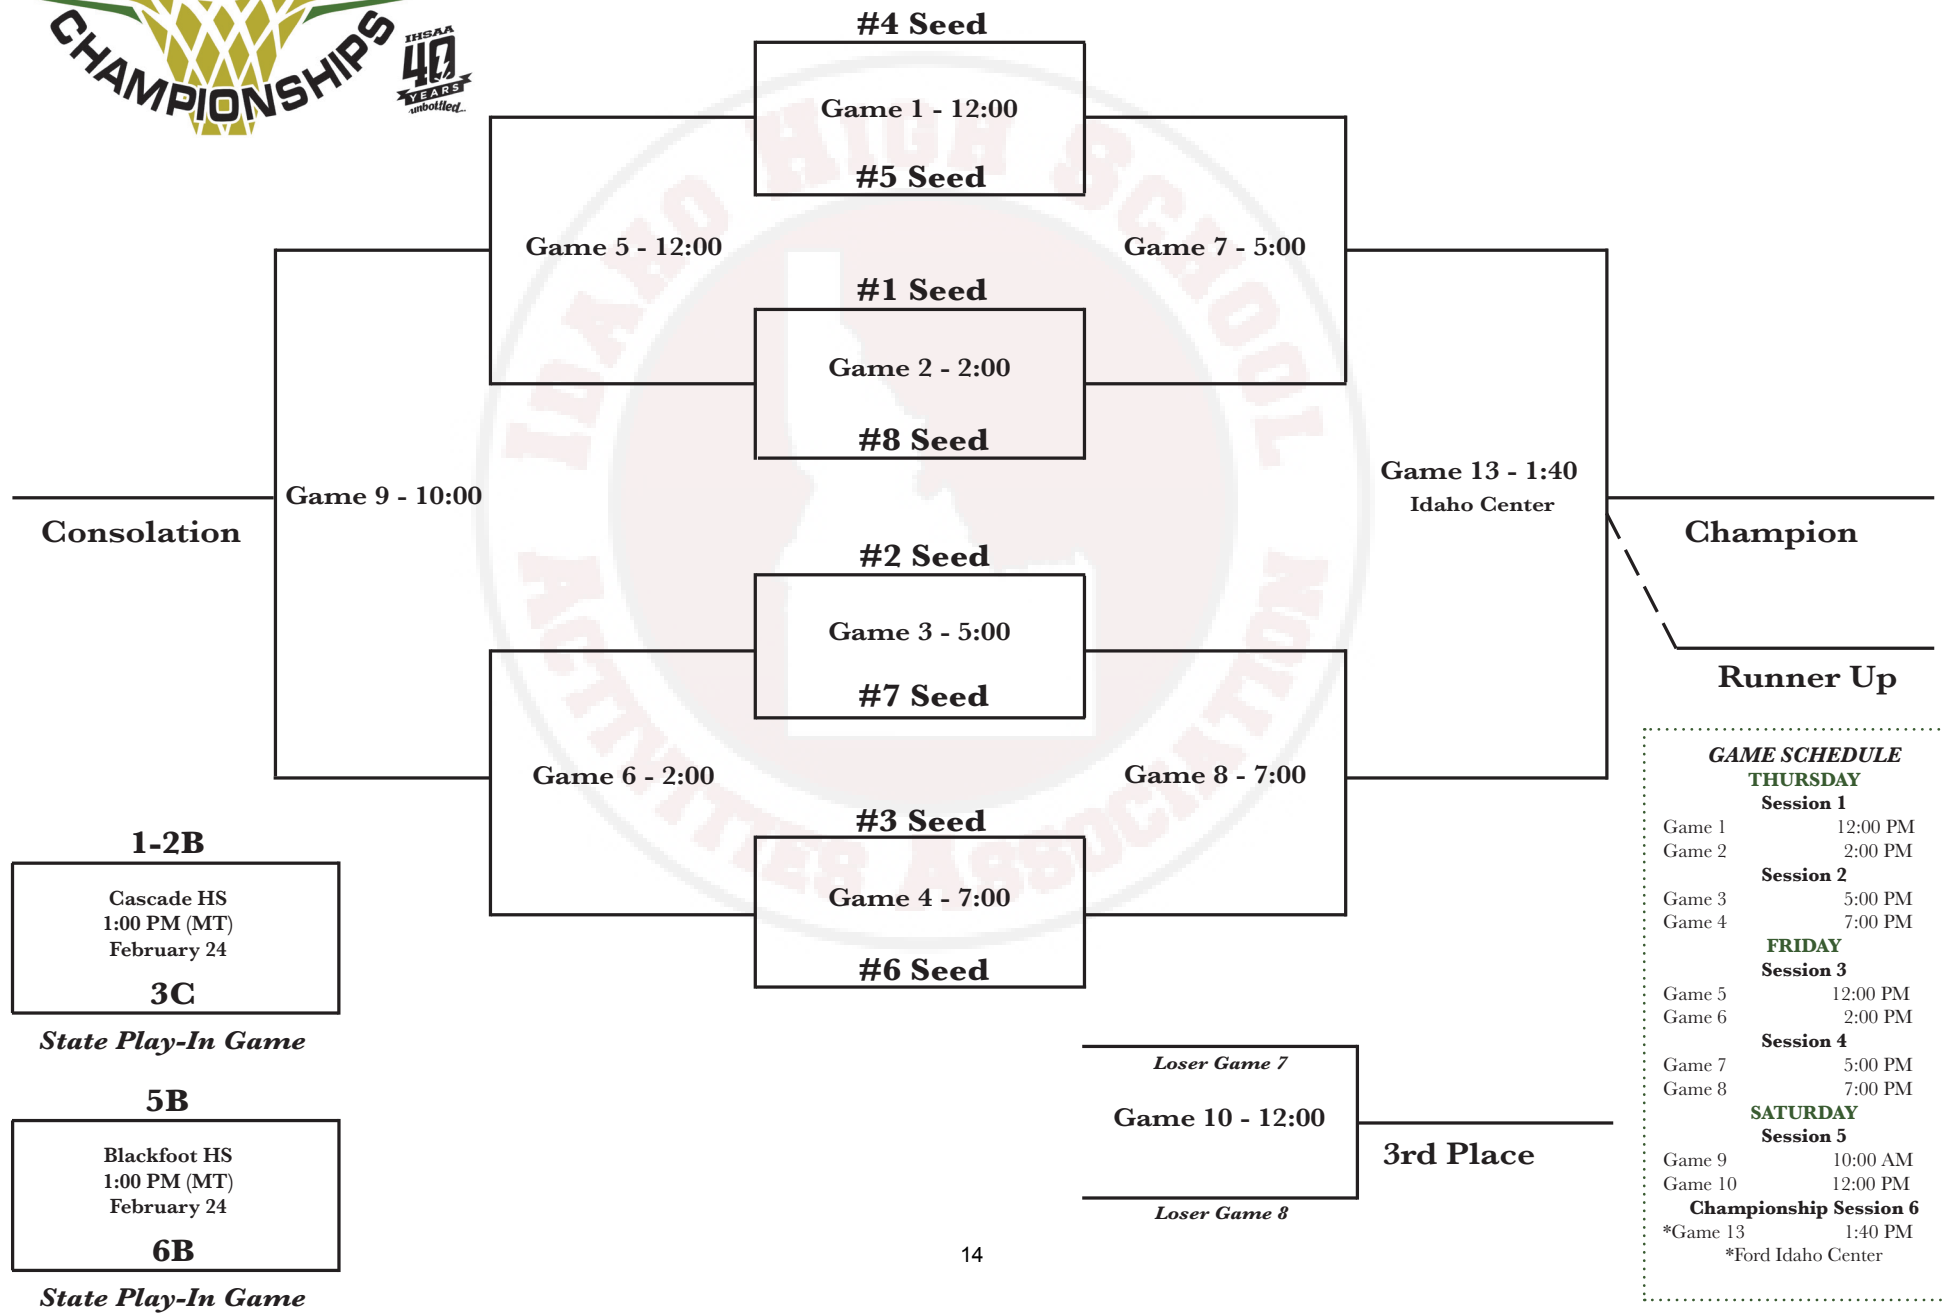 CHAMPIONSHIPS
IHSAA
40
YEARS
unbottled...
IDAHO HIGH SCHOOL
ACTIVITIES ASSOCIATION
#4 Seed
Game 1 - 12:00
#5 Seed
Game 5 - 12:00
Game 7 - 5:00
#1 Seed
Game 2 - 2:00
#8 Seed
Game 9 - 10:00
Consolation
Game 13 - 1:40
Idaho Center
Champion
Runner Up
#2 Seed
Game 3 - 5:00
#7 Seed
Game 6 - 2:00
Game 8 - 7:00
#3 Seed
Game 4 - 7:00
#6 Seed
1-2B
Cascade HS
1:00 PM (MT)
February 24
3C
State Play-In Game
5B
Blackfoot HS
1:00 PM (MT)
February 24
6B
State Play-In Game
Loser Game 7
Game 10 - 12:00
Loser Game 8
3rd Place
GAME SCHEDULE
THURSDAY
Session 1
Game 1 12:00 PM
Game 2 2:00 PM
Session 2
Game 3 5:00 PM
Game 4 7:00 PM
FRIDAY
Session 3
Game 5 12:00 PM
Game 6 2:00 PM
Session 4
Game 7 5:00 PM
Game 8 7:00 PM
SATURDAY
Session 5
Game 9 10:00 AM
Game 10 12:00 PM
Championship Session 6
*Game 13 1:40 PM
*Ford Idaho Center
14